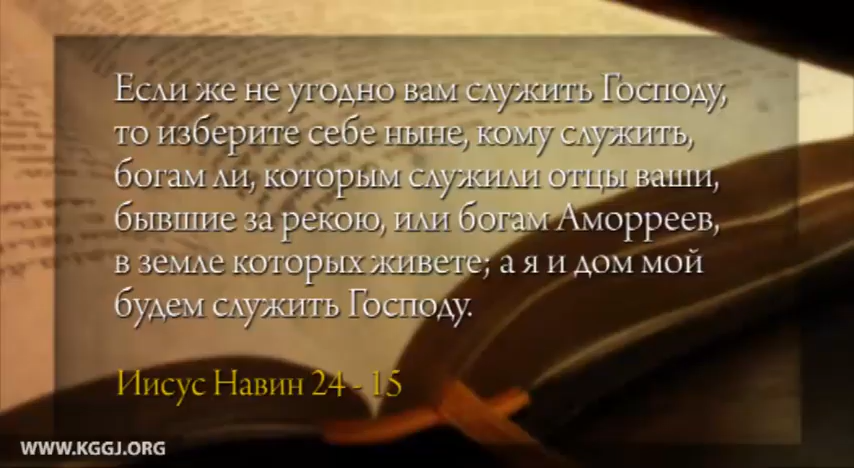 Если же не угодно вам служить Господу,
то изберите себе ныне, кому служить,
богам ли, которым служили отцы ваши,
бывшие за рекою, или богам Аморреев,
в земле которых живете; а я и дом мой
будем служить Господу.
Иисус Навин 24 - 15
WWW.KGGJ.ORG